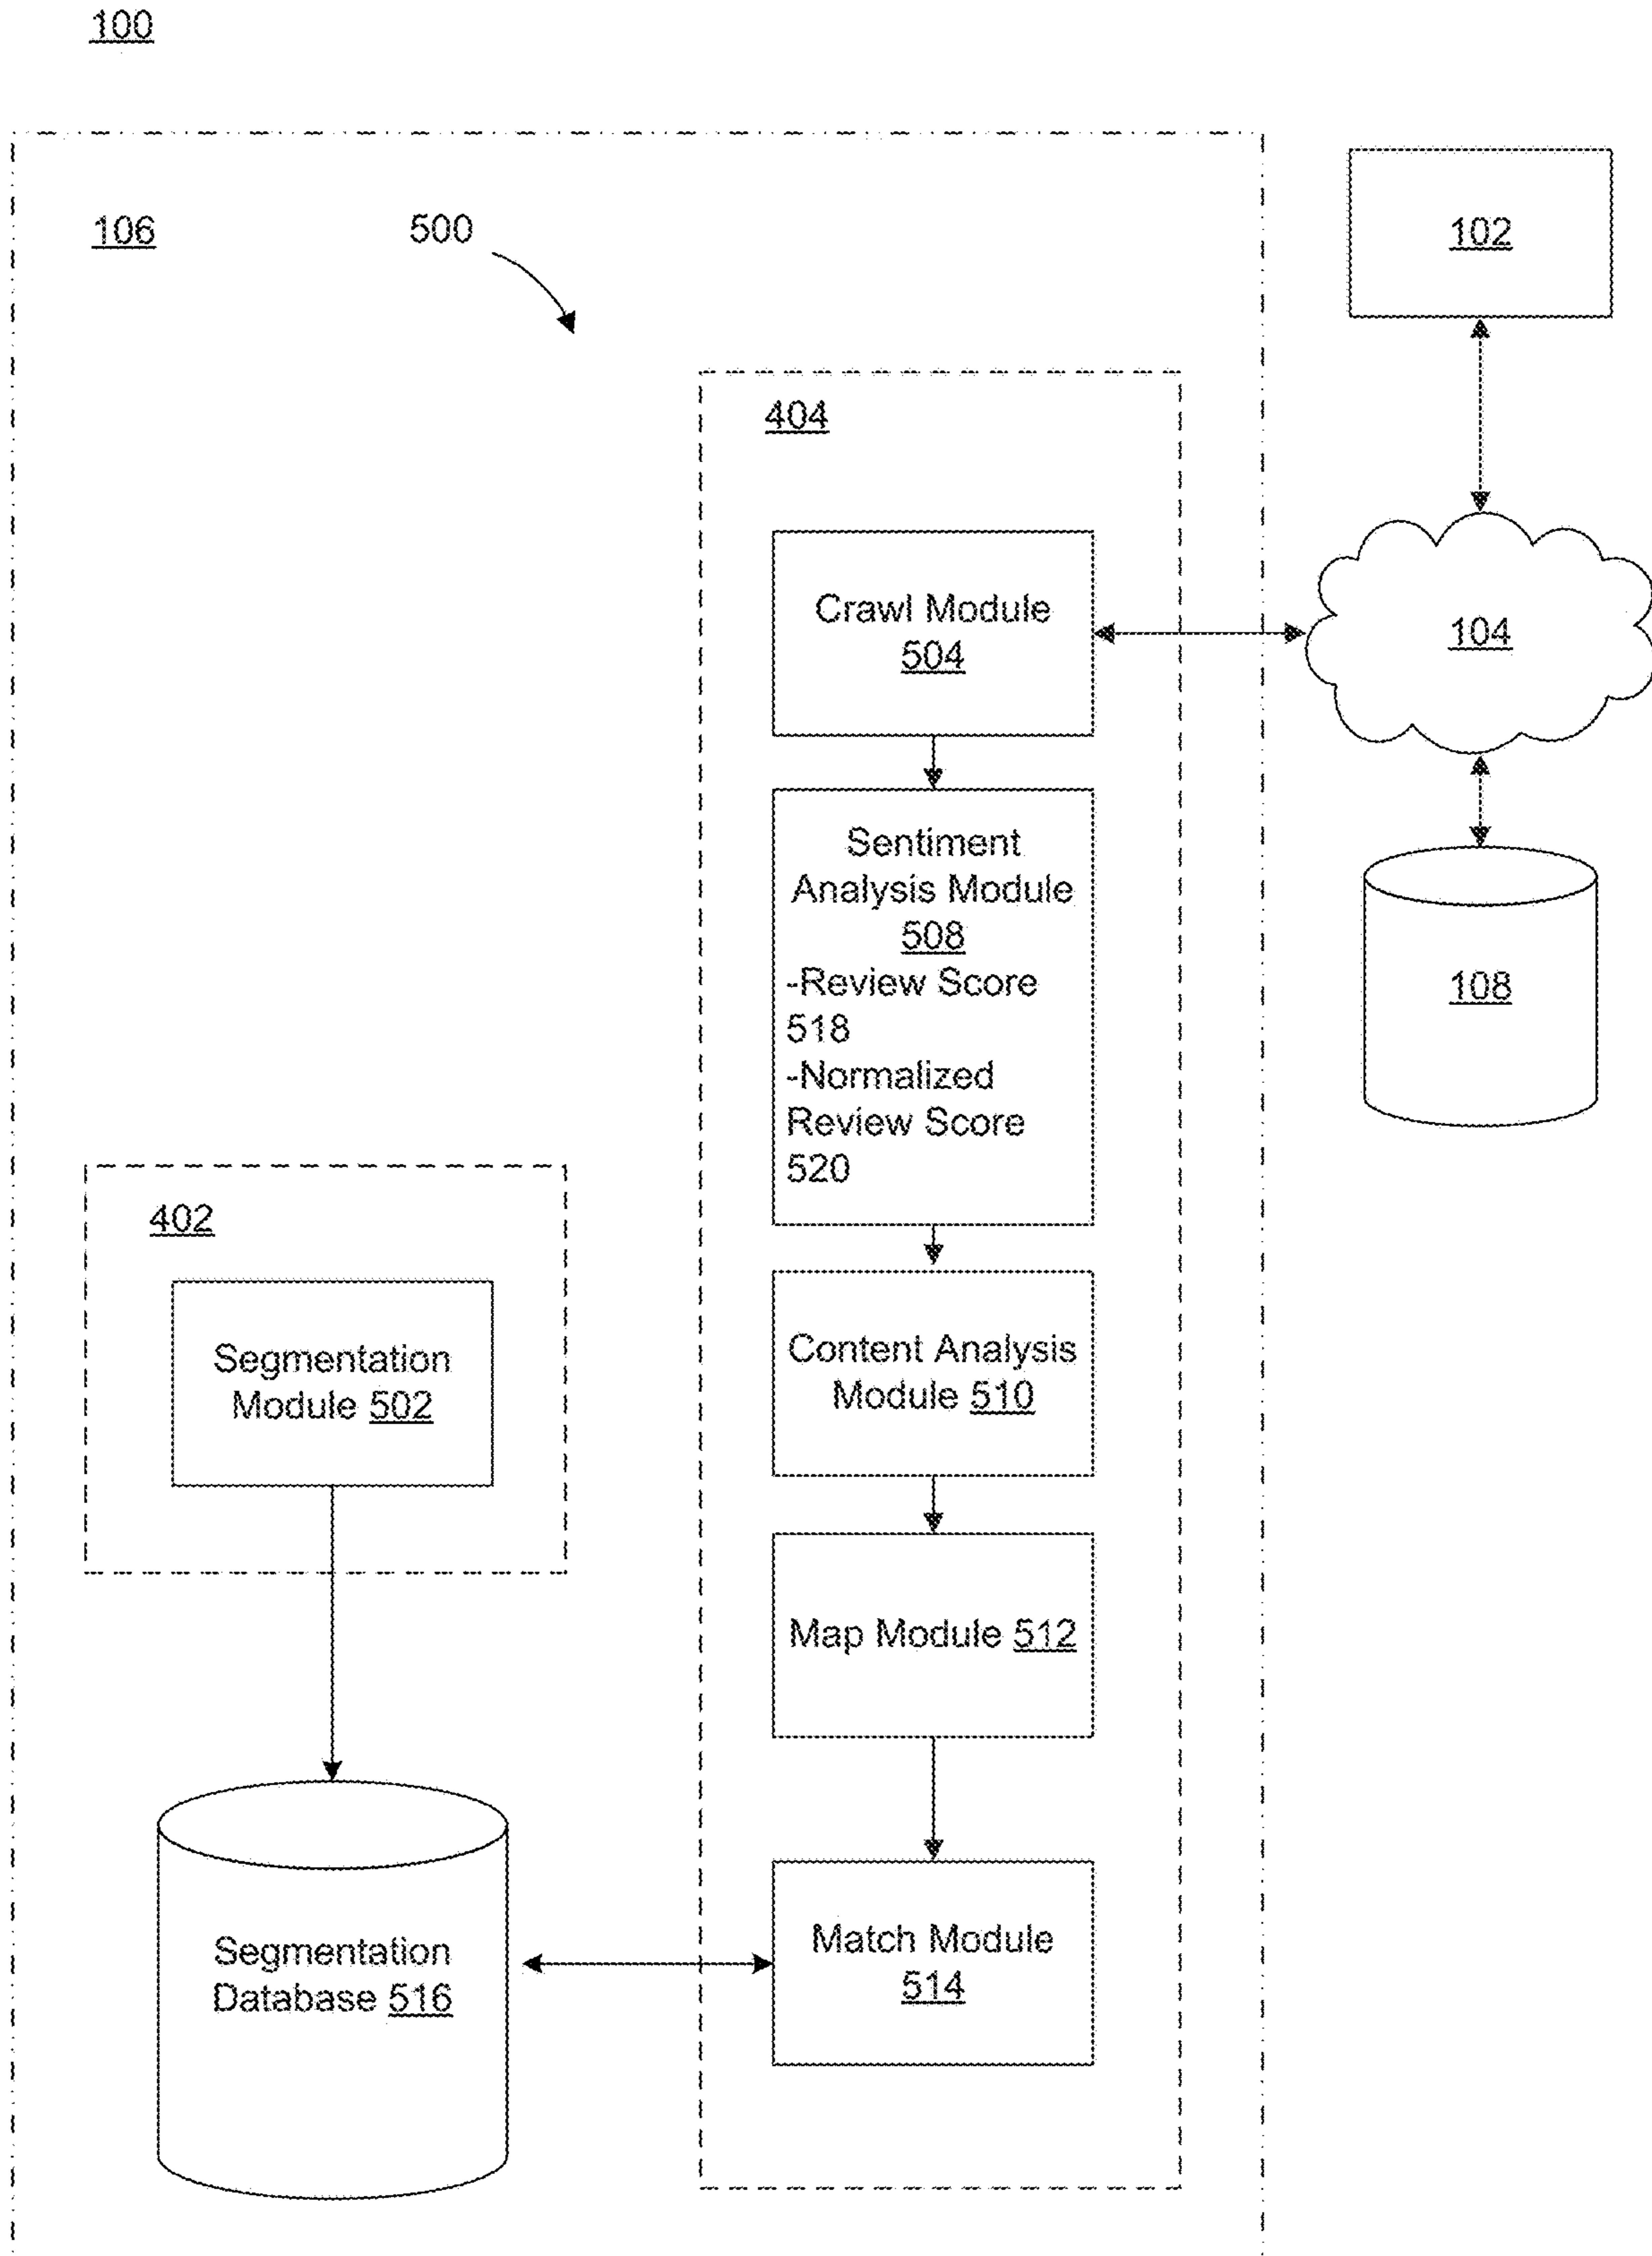 100
106
500
102
404
Crawl Module
504
104
Sentiment
Analysis Module
508
-Review Score
518
-Normalized
Review Score
520
108
402
Segmentation
Module 502
Content Analysis
Module 510
Map Module 512
Segmentation
Database 516
Match Module
514